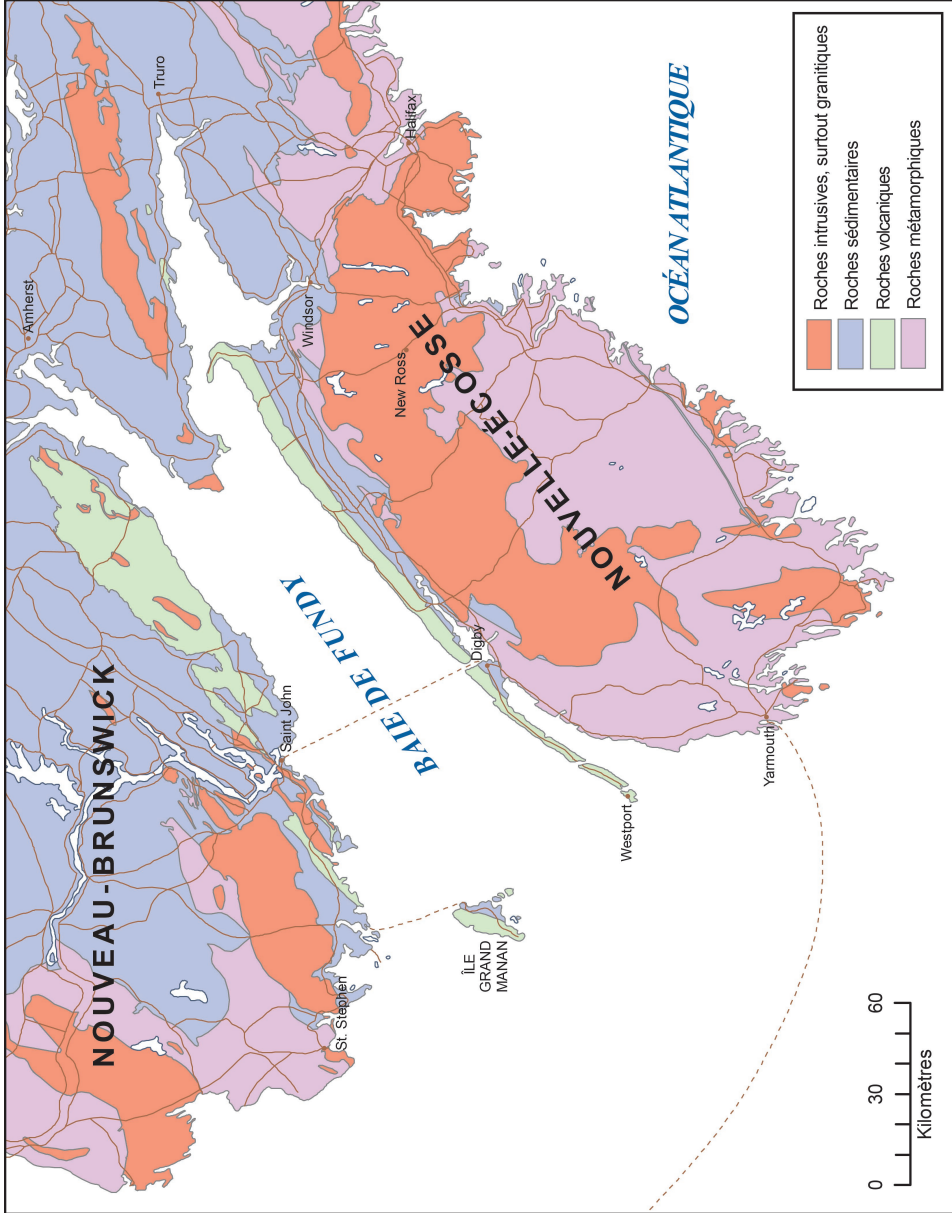 NOUVEAU-BRUNSWICK
Amherst
Truro
Saint John
St. Stephen
BAIE DE FUNDY
Windsor
Halifax
New Ross
NOUVELLE-ÉCOSSE
Digby
ÎLE
GRAND
MANAN
Westport
Yarmouth
OCÉAN ATLANTIQUE
0 30 60
Kilomètres
Roches intrusives, surtout granitiques
Roches sédimentaires
Roches volcaniques
Roches métamorphiques